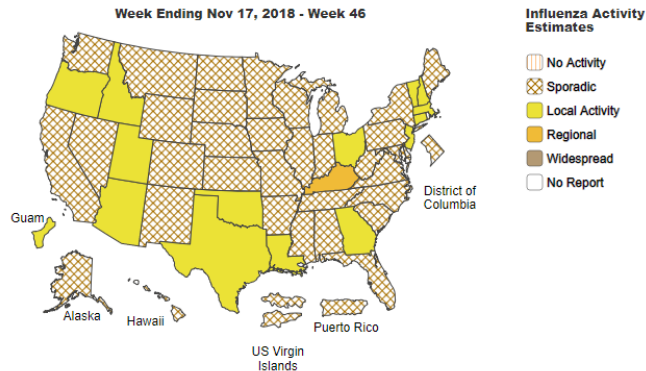 Week Ending Nov 17, 2018 - Week 46
Influenza Activity
Estimates
No Activity
Sporadic
Local Activity
Regional
Widespread
No Report
District of
Columbia
Guam
Alaska
Hawaii
Puerto Rico
US Virgin
Islands